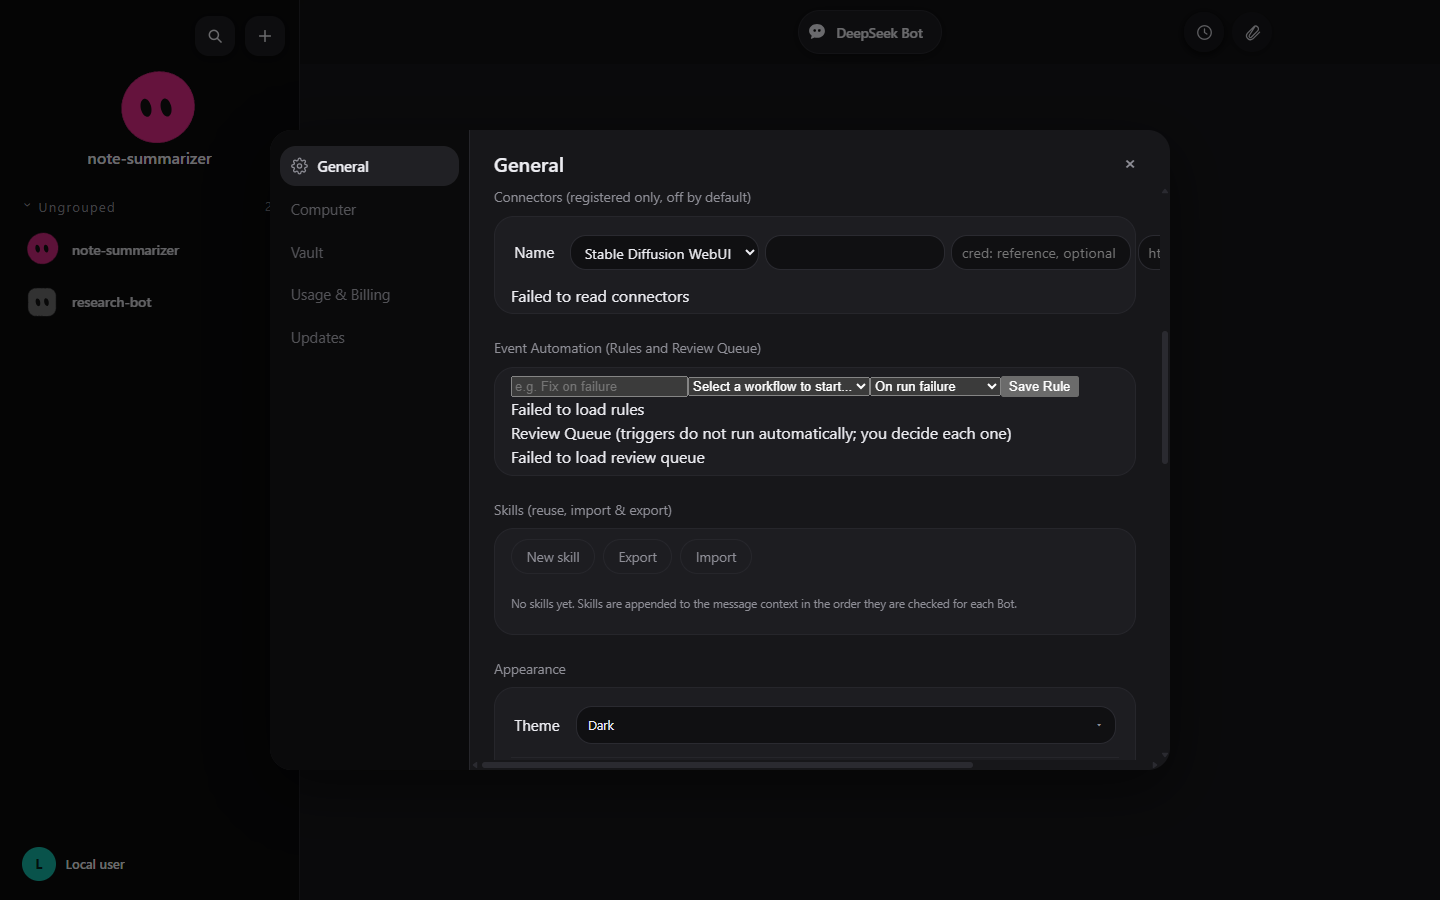 DeepSeek Bot
note-summarizer
Ungrouped
note-summarizer
research-bot
L Local user
General
Computer
Vault
Usage & Billing
Updates
General
×
Connectors (registered only, off by default)
Name Stable Diffusion WebUI cred: reference, optional ht
Failed to read connectors
Event Automation (Rules and Review Queue)
e.g. Fix on failure Select a workflow to start... On run failure Save Rule
Failed to load rules
Review Queue (triggers do not run automatically; you decide each one)
Failed to load review queue
Skills (reuse, import & export)
New skill Export Import
No skills yet. Skills are appended to the message context in the order they are checked for each Bot.
Appearance
Theme Dark